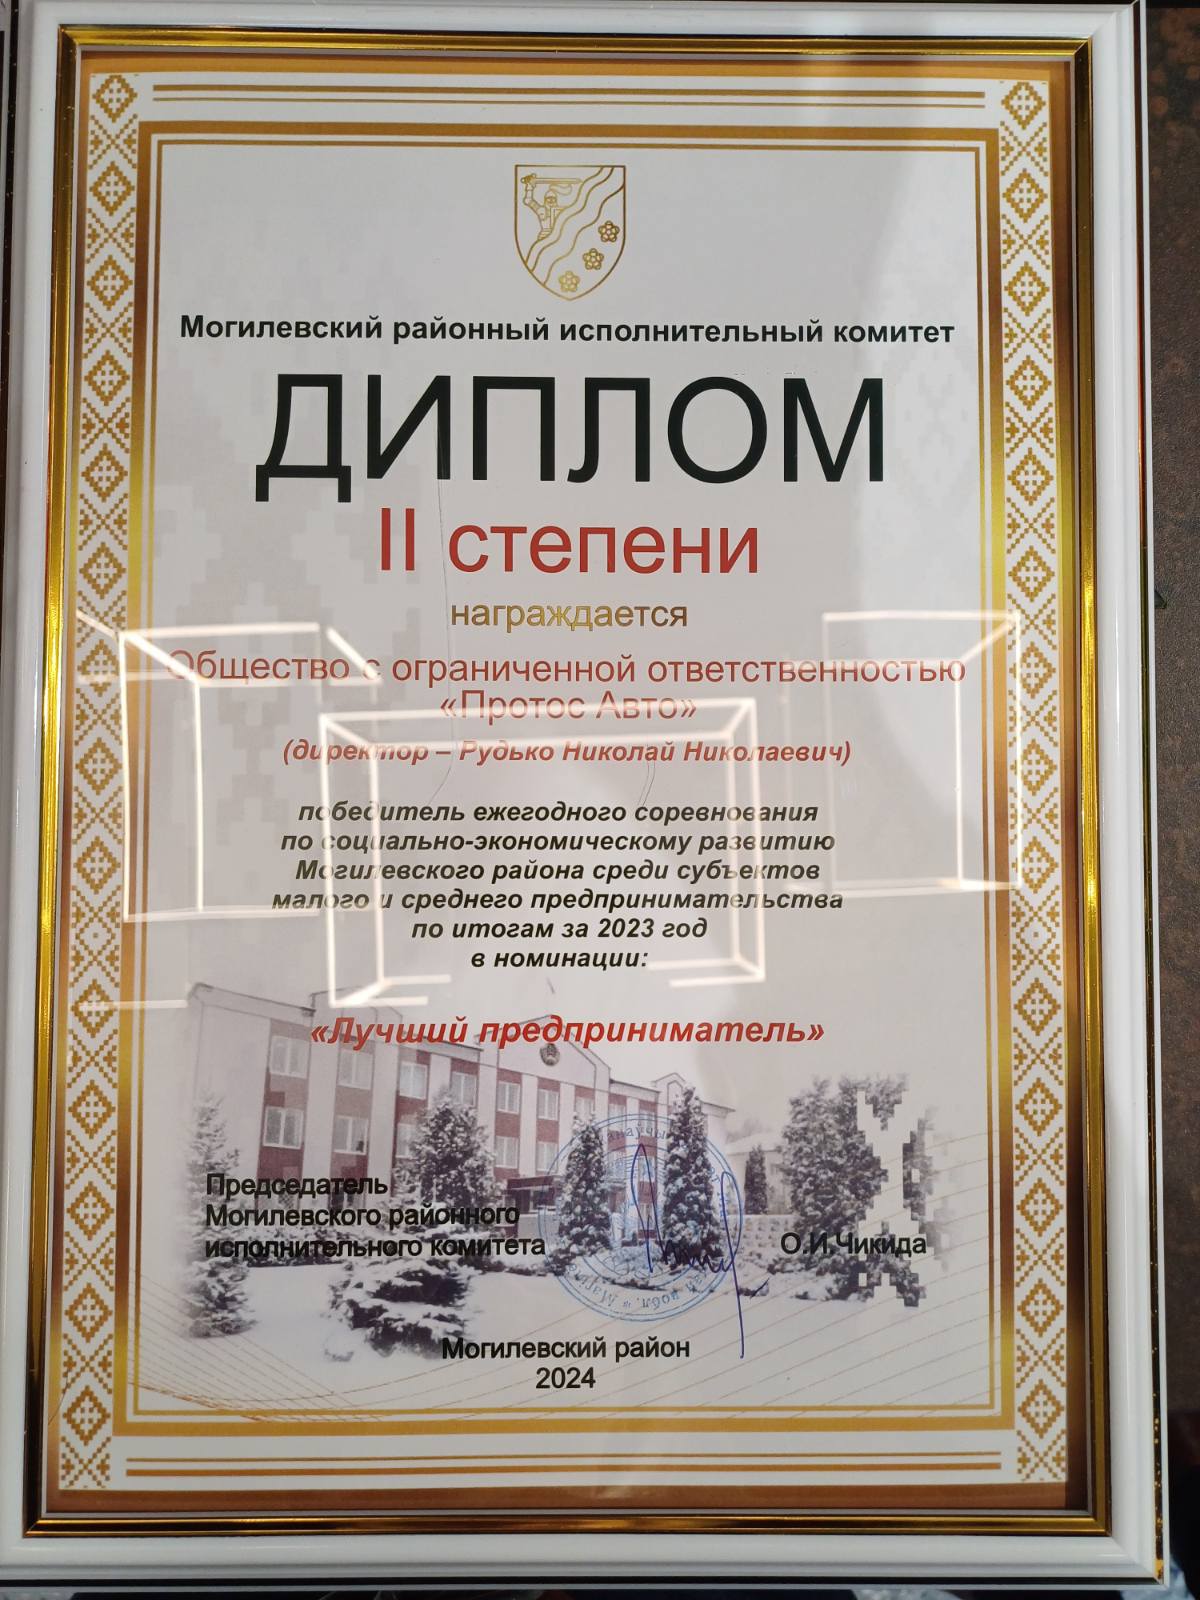 Могилевский районный исполнительный комитет
ДИПЛОМ
II степени
награждается
Общество с ограниченной ответственностью
«Протос Авто»
(директор – Рудько Николай Николаевич)
победитель ежегодного соревнования
по социально-экономическому развитию
Могилевского района среди субъектов
малого и среднего предпринимательства
по итогам за 2023 год
в номинации:
«Лучший предприниматель»
Председатель
Могилевского районного
исполнительного комитета
О.И.Чикида
Могилевский район
2024